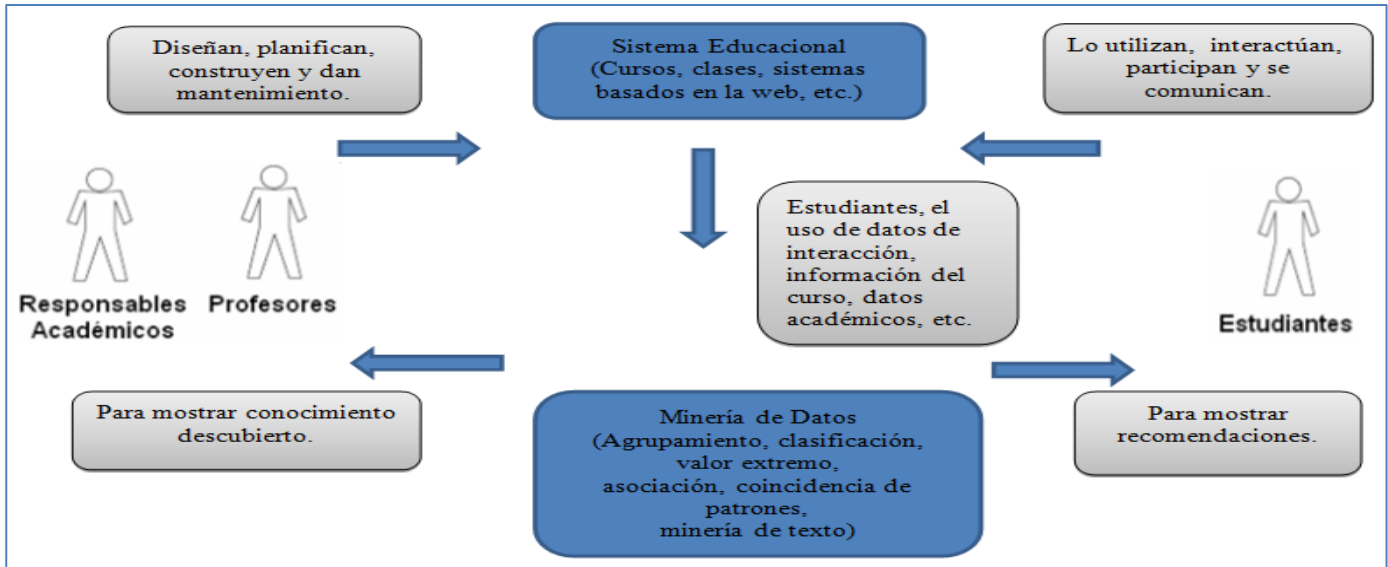 Diseñan, planifican,
construyen y dan
mantenimiento.
Sistema Educacional
(Cursos, clases, sistemas
basados en la web, etc.)
Lo utilizan, interactúan,
participan y se
comunican.
Responsables
Académicos
Profesores
Estudiantes, el
uso de datos de
interacción,
información del
curso, datos
académicos, etc.
Estudiantes
Para mostrar conocimiento
descubierto.
Minería de Datos
(Agrupamiento, clasificación,
valor extremo,
asociación, coincidencia de
patrones,
minería de texto)
Para mostrar
recomendaciones.